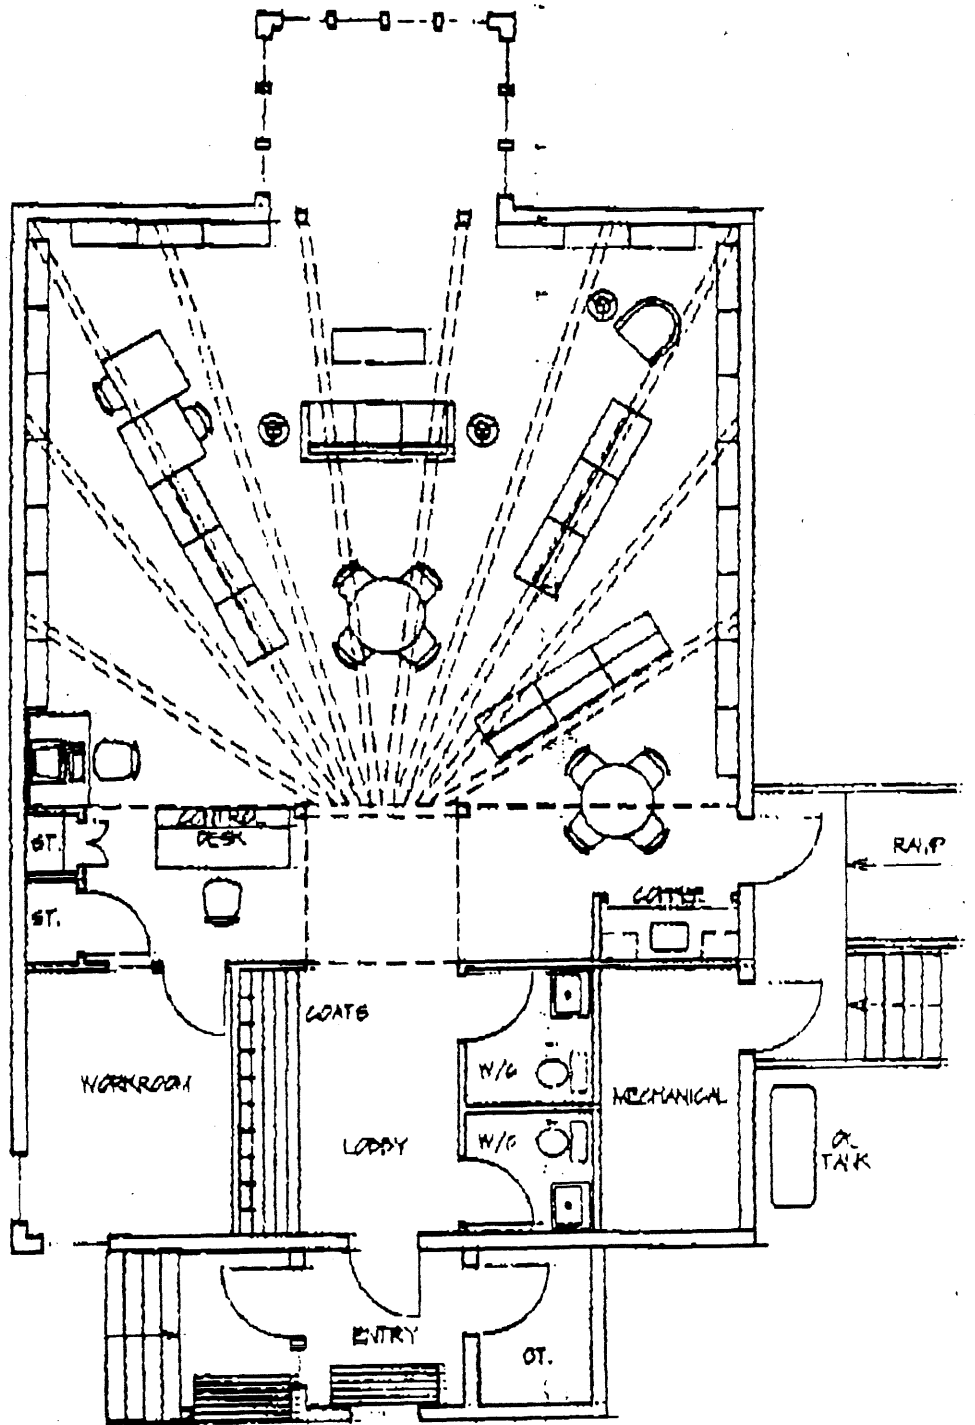 CONTROL
DESK
ST.
RAMP
ST.
COFFEE
COATS
WORKROOM
W/C
MECHANICAL
LOBBY
W/C
OIL
TANK
ENTRY
ST.